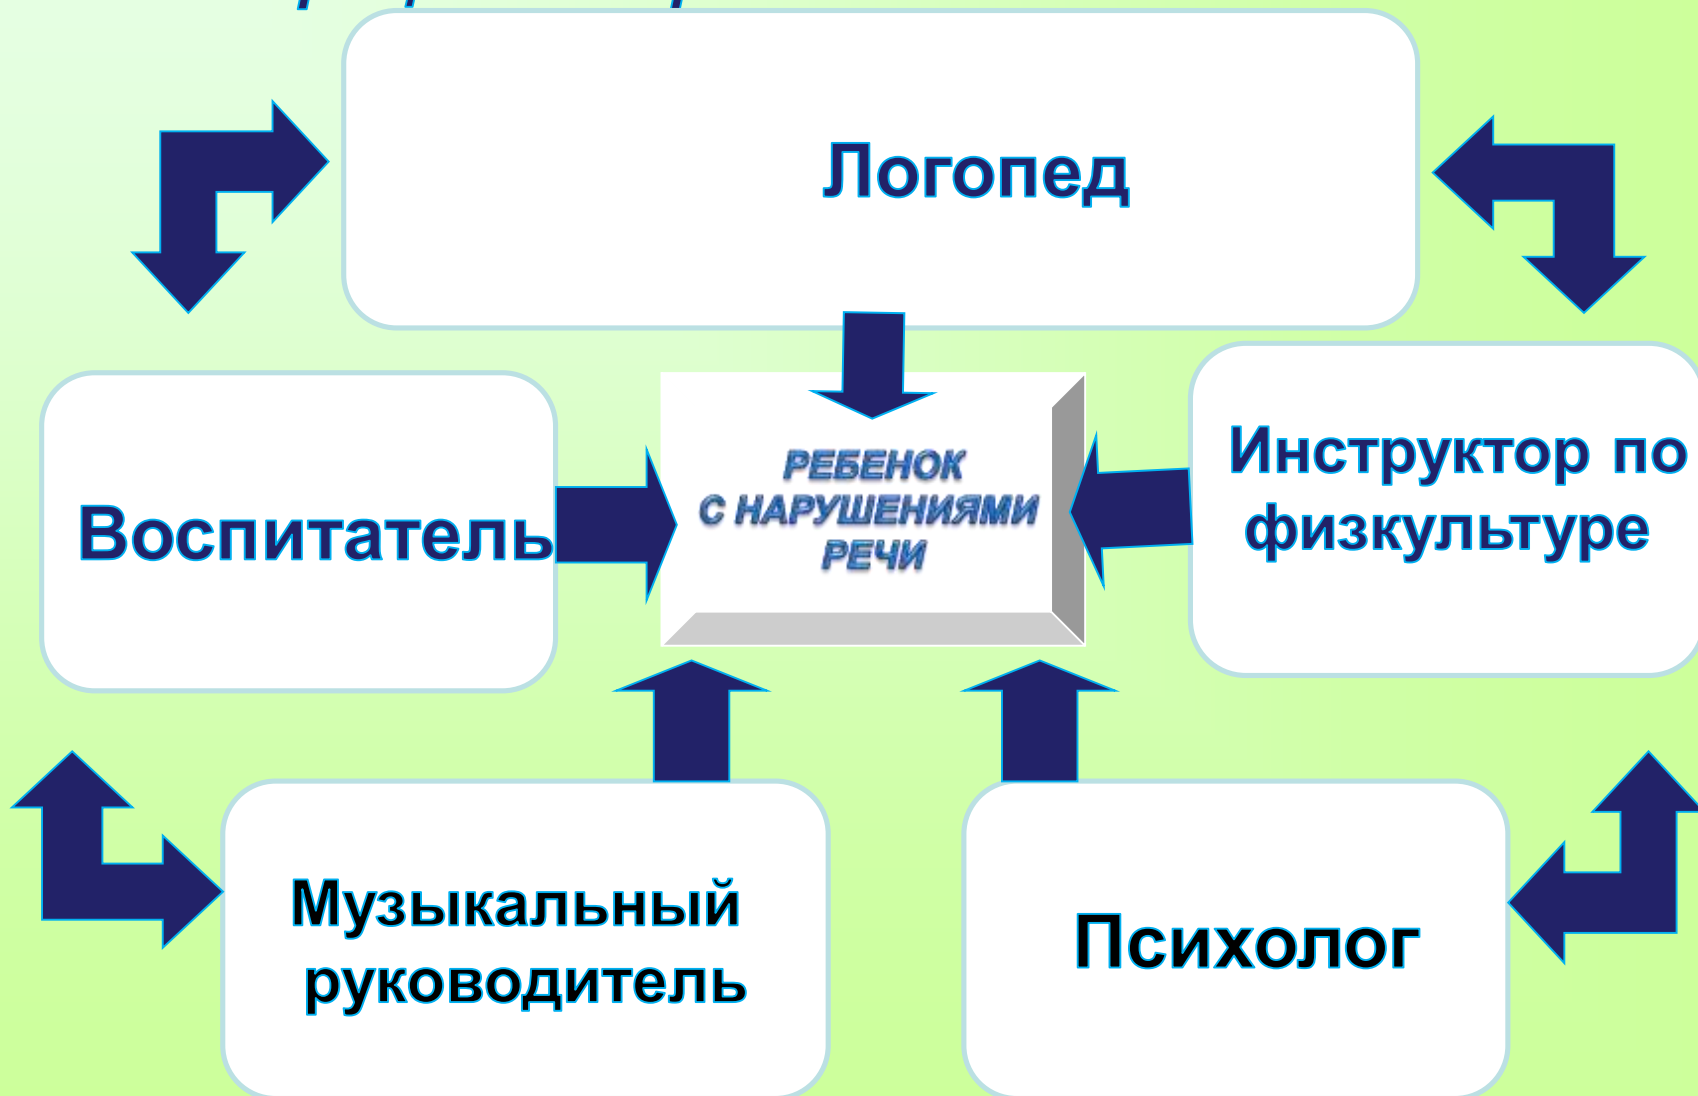 Логопед
Воспитатель
РЕБЕНОК
С НАРУШЕНИЯМИ
РЕЧИ
Инструктор по
физкультуре
Музыкальный
руководитель
Психолог